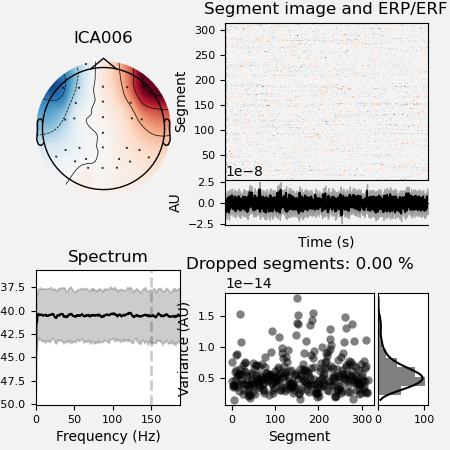 ICA006
Segment image and ERP/ERF
Segment
300
250
200
150
100
50
1e−8
AU
2.5
0.0
−2.5
Time (s)
Spectrum
37.5
40.0
42.5
45.0
47.5
50.0
0 50 100 150
Frequency (Hz)
Dropped segments: 0.00 %
1e−14
Variance (AU)
1.5
1.0
0.5
0 100 200 300
0 100
Segment